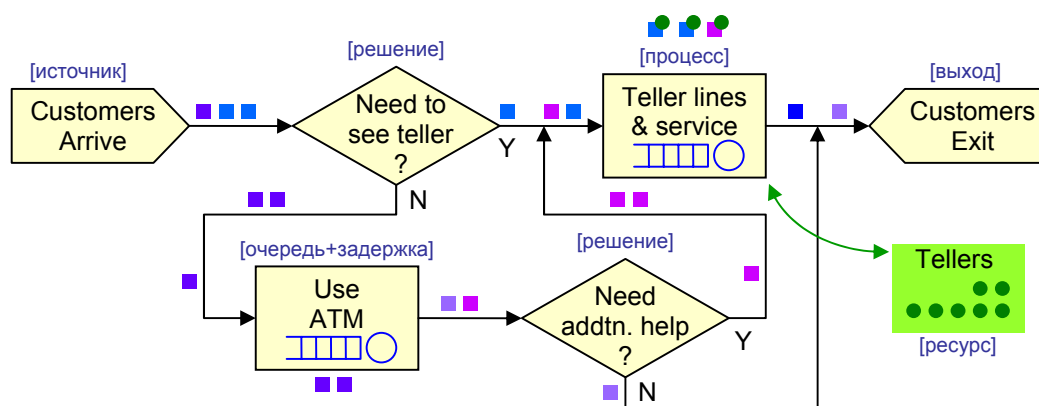 [источник]
Customers
Arrive
[решение]
Need to
see teller
?
Y
N
[процесс]
Teller lines
& service
[выход]
Customers
Exit
[очередь+задержка]
Use
ATM
[решение]
Need
addtn. help
?
Y
N
Tellers
[ресурс]